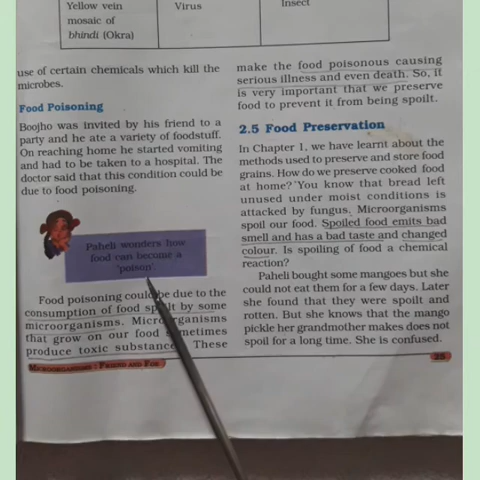 Yellow vein
mosaic of
bhindi (Okra)
Virus
Insect
use of certain chemicals which kill the
microbes.
Food Poisoning
Boojho was invited by his friend to a
party and he ate a variety of foodstuff.
On reaching home he started vomiting
and had to be taken to a hospital. The
doctor said that this condition could be
due to food poisoning.
Paheli wonders how
food can become a
'poison'.
Food poisoning could be due to the
consumption of food spoilt by some
microorganisms. Microorganisms
that grow on our food sometimes
produce toxic substances. These
MICROORGANISMS : FRIEND AND FOE
make the food poisonous causing
serious illness and even death. So, it
is very important that we preserve
food to prevent it from being spoilt.
2.5 Food Preservation
In Chapter 1, we have learnt about the
methods used to preserve and store food
grains. How do we preserve cooked food
at home? You know that bread left
unused under moist conditions is
attacked by fungus. Microorganisms
spoil our food. Spoiled food emits bad
smell and has a bad taste and changed
colour. Is spoiling of food a chemical
reaction?
Paheli bought some mangoes but she
could not eat them for a few days. Later
she found that they were spoilt and
rotten. But she knows that the mango
pickle her grandmother makes does not
spoil for a long time. She is confused.
25